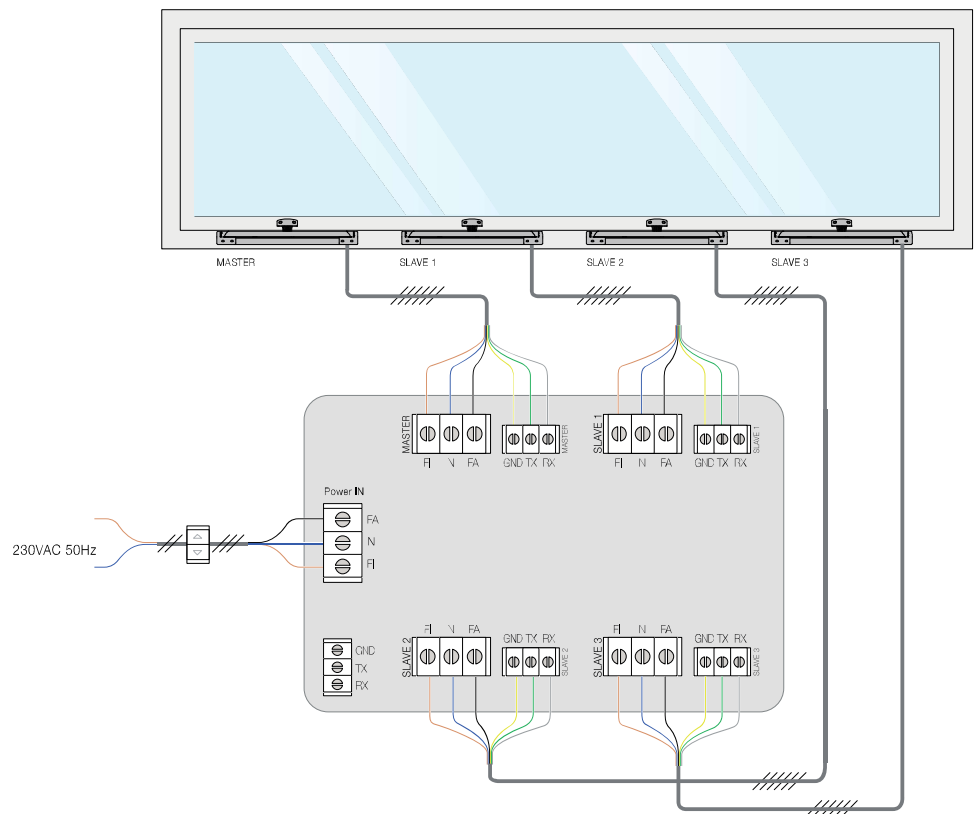 MASTER
SLAVE 1
SLAVE 2
SLAVE 3
MASTER
FI N FA
GND TX RX
MASTER
SLAVE 1
FI N FA
GND TX RX
SLAVE 1
Power IN
FA
N
FI
230VAC 50Hz
GND
TX
RX
SLAVE 2
FI N FA
GND TX RX
SLAVE 2
SLAVE 3
FI N FA
GND TX RX
SLAVE 3